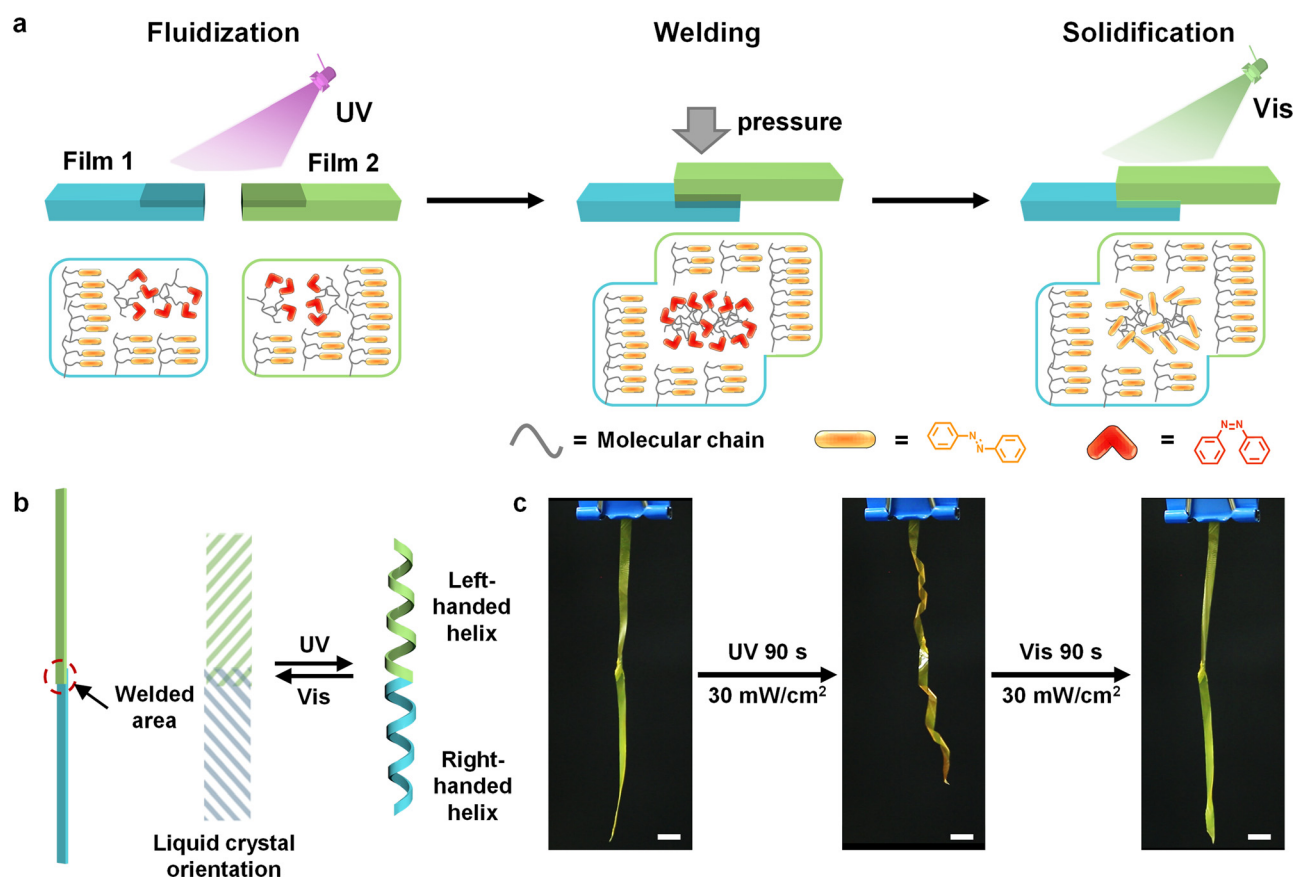 a
Fluidization
Welding
Solidification
UV
Vis
pressure
Film 1
Film 2
= Molecular chain
=
N
N
=
N=N
b
c
Left-
handed
helix
UV
Vis
Welded
area
Right-
handed
helix
Liquid crystal
orientation
UV 90 s
30 mW/cm²
Vis 90 s
30 mW/cm²